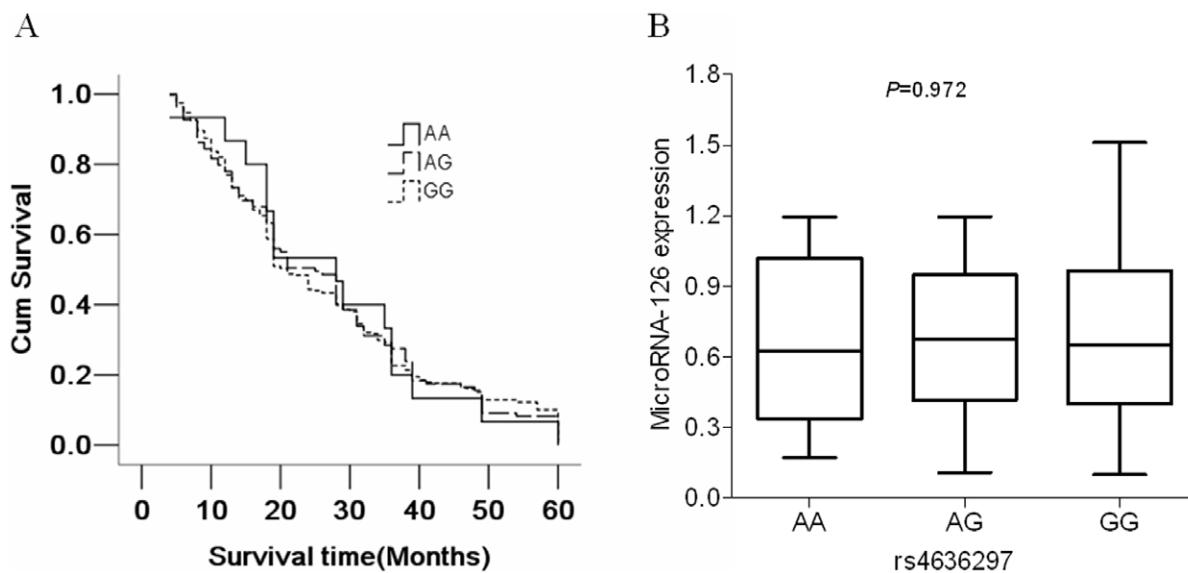 A
1.0
0.8
0.6
0.4
0.2
0.0
Cum Survival
AA
AG
GG
0 10 20 30 40 50 60
Survival time(Months)
B
1.8
1.5
1.2
0.9
0.6
0.3
0.0
MicroRNA-126 expression
P=0.972
AA AG GG
rs4636297